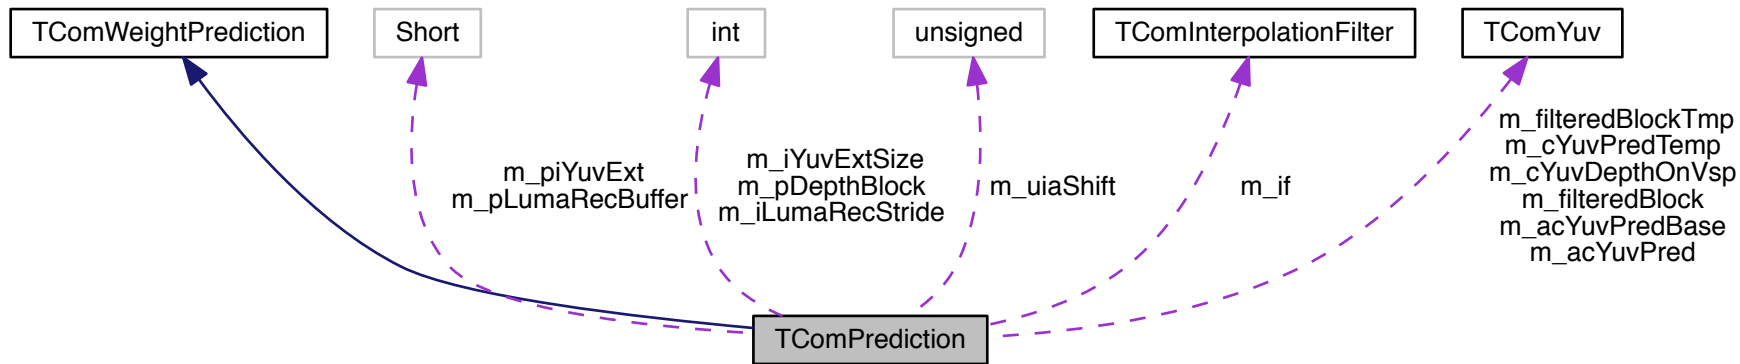 TComWeightPrediction
Short
int
unsigned
TComInterpolationFilter
TComYuv
m_piYuvExt
m_pLumaRecBuffer
m_iYuvExtSize
m_pDepthBlock
m_iLumaRecStride
m_uiaShift
m_if
m_filteredBlockTmp
m_cYuvPredTemp
m_cYuvDepthOnVsp
m_filteredBlock
m_acYuvPredBase
m_acYuvPred
TComPrediction